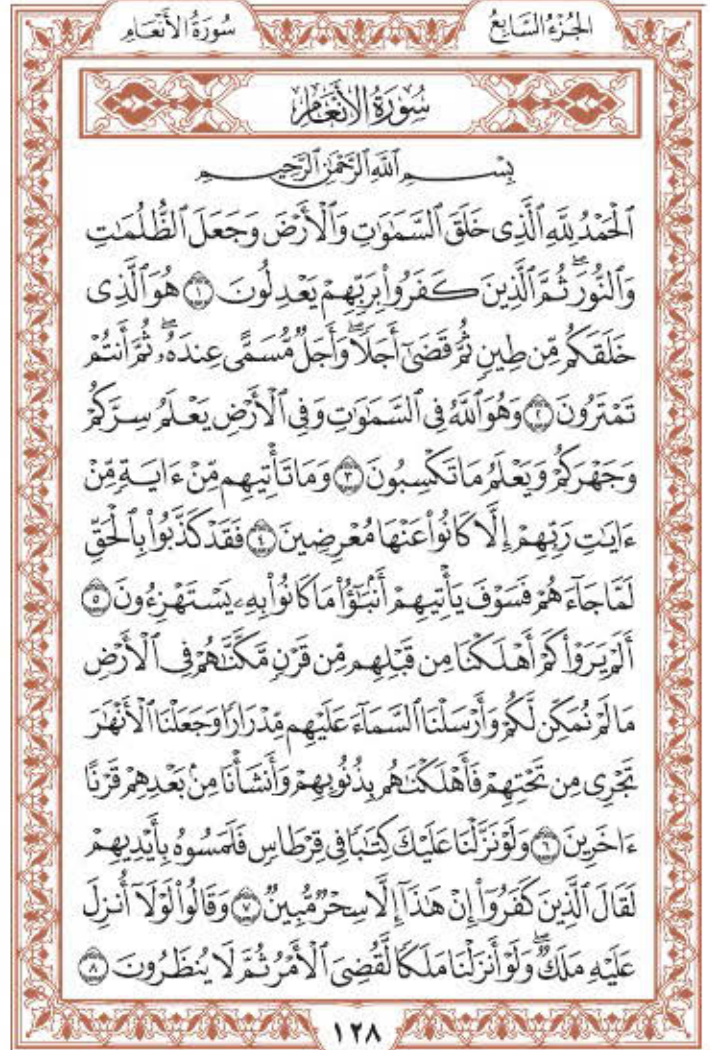 سُورَةُ الأَنْعَامِ الجُزْءُ السَّابِعُ
سُورَةُ الأَنْعَامِ
بِسْمِ ٱللَّهِ ٱلرَّحْمَٰنِ ٱلرَّحِيمِ
ٱلْحَمْدُ لِلَّهِ ٱلَّذِى خَلَقَ ٱلسَّمَٰوَٰتِ وَٱلْأَرْضَ وَجَعَلَ ٱلظُّلُمَٰتِ
وَٱلنُّورَ ۖ ثُمَّ ٱلَّذِينَ كَفَرُوا۟ بِرَبِّهِمْ يَعْدِلُونَ ١ هُوَ ٱلَّذِى
خَلَقَكُم مِّن طِينٍ ثُمَّ قَضَىٰٓ أَجَلًا ۖ وَأَجَلٌ مُّسَمًّى عِندَهُۥ ۖ ثُمَّ أَنتُمْ
تَمْتَرُونَ ٢ وَهُوَ ٱللَّهُ فِى ٱلسَّمَٰوَٰتِ وَفِى ٱلْأَرْضِ يَعْلَمُ سِرَّكُمْ
وَجَهْرَكُمْ وَيَعْلَمُ مَا تَكْسِبُونَ ٣ وَمَا تَأْتِيهِم مِّنْ ءَايَةٍ مِّنْ
ءَايَٰتِ رَبِّهِمْ إِلَّا كَانُوا۟ عَنْهَا مُعْرِضِينَ ٤ فَقَدْ كَذَّبُوا۟ بِٱلْحَقِّ
لَمَّا جَآءَهُمْ فَسَوْفَ يَأْتِيهِمْ أَنۢبَٰٓؤُا۟ مَا كَانُوا۟ بِهِۦ يَسْتَهْزِءُونَ ٥
أَلَمْ يَرَوْا۟ كَمْ أَهْلَكْنَا مِن قَبْلِهِم مِّن قَرْنٍ مَّكَّنَّٰهُمْ فِى ٱلْأَرْضِ
مَا لَمْ نُمَكِّن لَّكُمْ وَأَرْسَلْنَا ٱلسَّمَآءَ عَلَيْهِم مِّدْرَارًا وَجَعَلْنَا ٱلْأَنْهَٰرَ
تَجْرِى مِن تَحْتِهِمْ فَأَهْلَكْنَٰهُم بِذُنُوبِهِمْ وَأَنشَأْنَا مِنۢ بَعْدِهِمْ قَرْنًا
ءَاخَرِينَ ٦ وَلَوْ نَزَّلْنَا عَلَيْكَ كِتَٰبًا فِى قِرْطَاسٍ فَلَمَسُوهُ بِأَيْدِيهِمْ
لَقَالَ ٱلَّذِينَ كَفَرُوٓا۟ إِنْ هَٰذَآ إِلَّا سِحْرٌ مُّبِينٌ ٧ وَقَالُوا۟ لَوْلَآ أُنزِلَ
عَلَيْهِ مَلَكٌ ۖ وَلَوْ أَنزَلْنَا مَلَكًا لَّقُضِىَ ٱلْأَمْرُ ثُمَّ لَا يُنظَرُونَ ٨
١٢٨